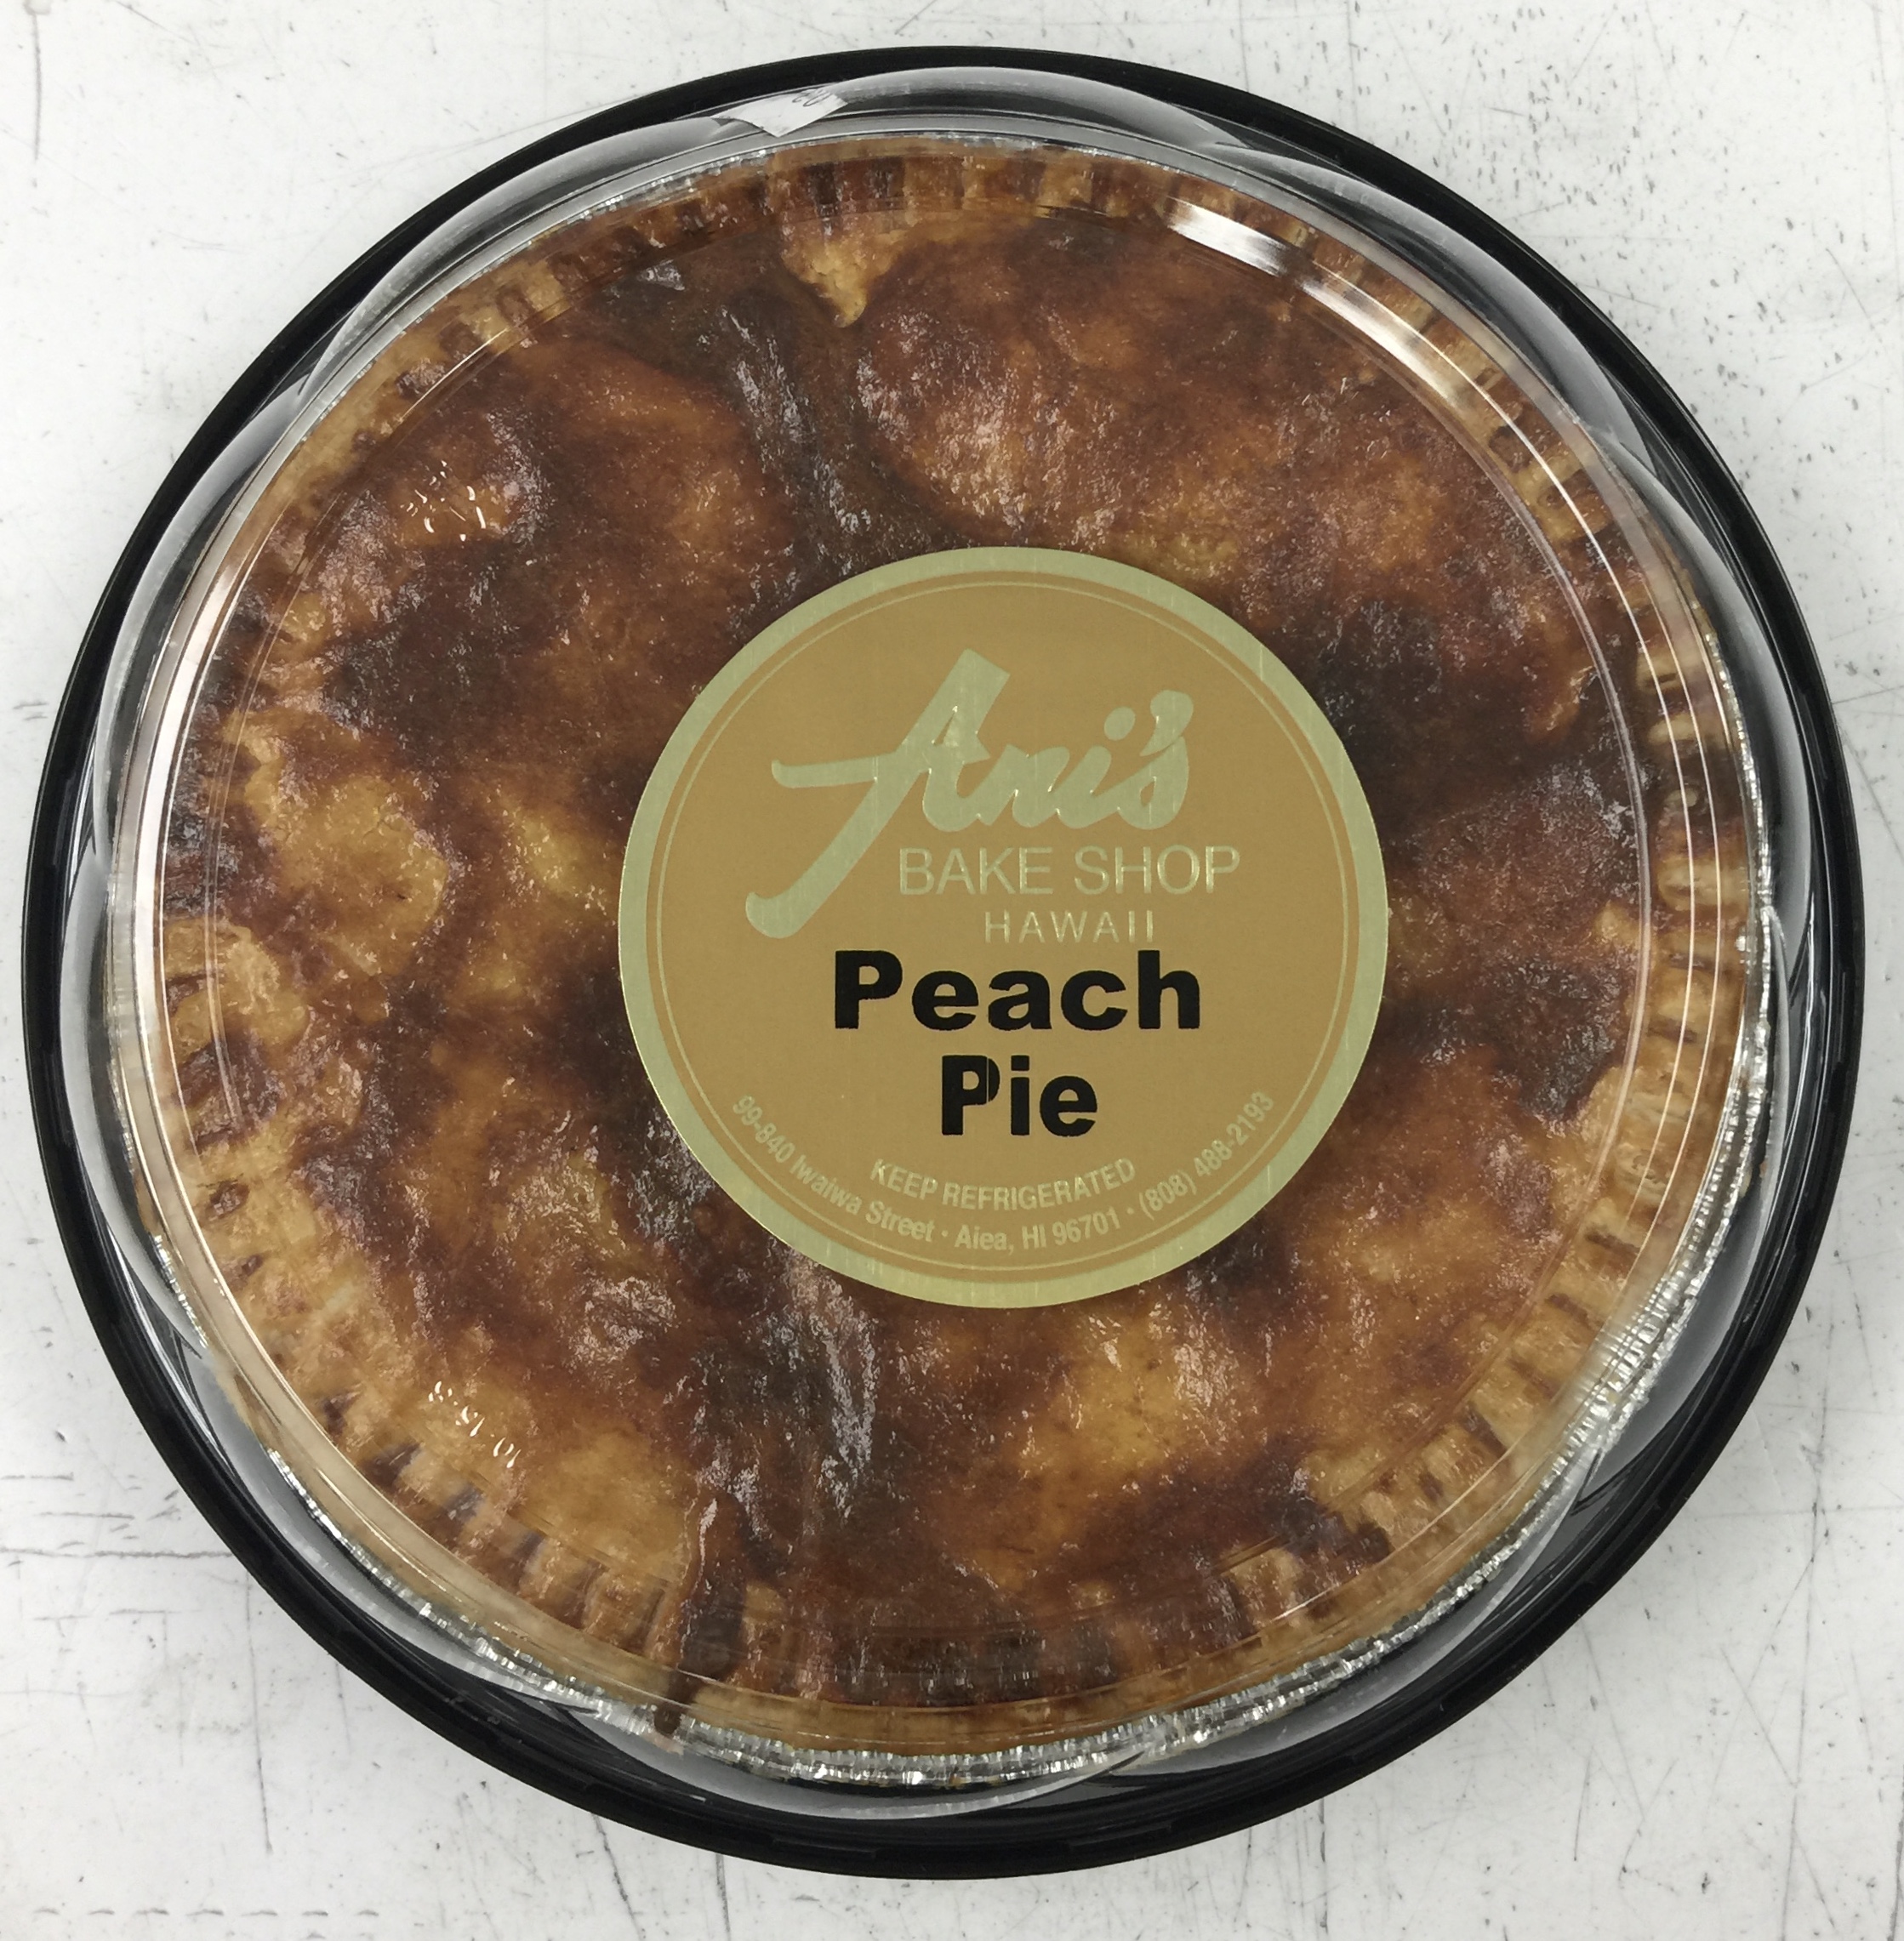 Ani's
BAKE SHOP
HAWAII
Peach
Pie
KEEP REFRIGERATED
99-840 Iwaiwa Street • Aiea, HI 96701 • (808) 488-2193